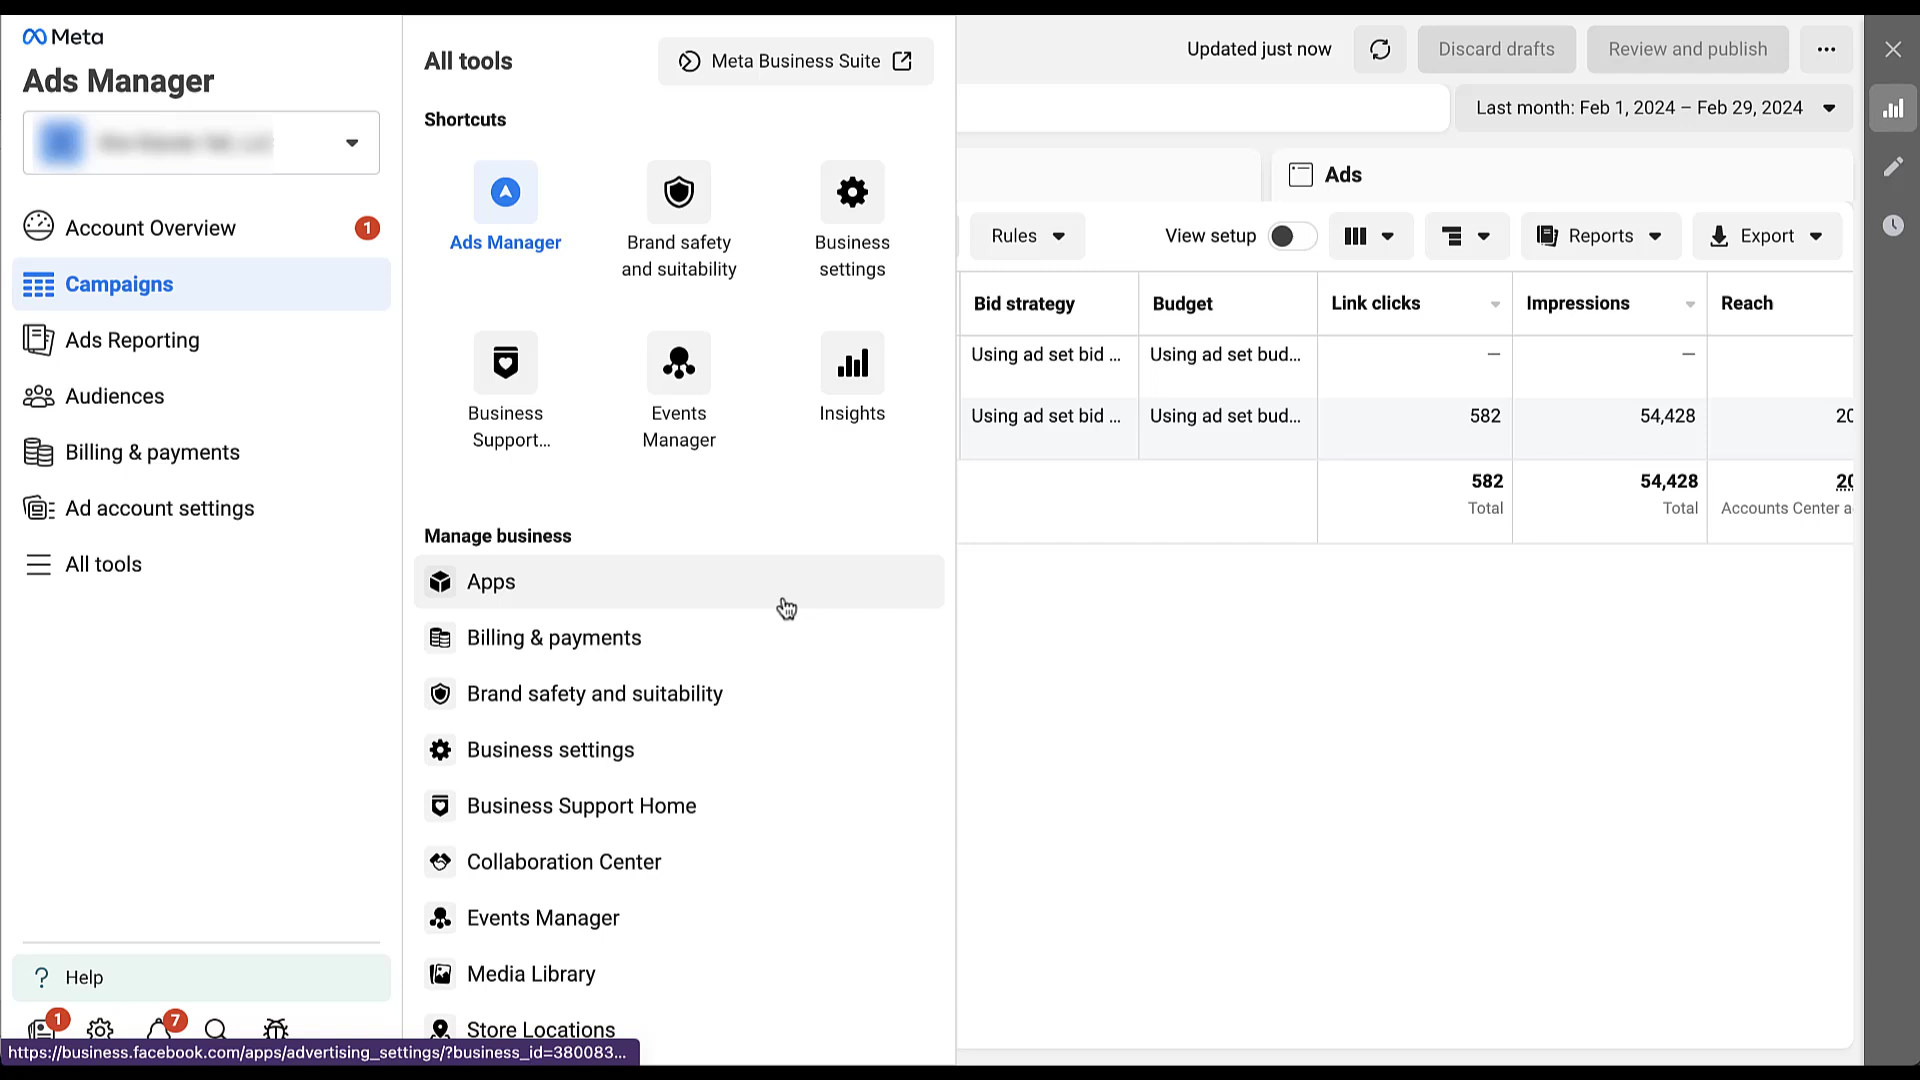 Meta
Ads Manager
Account Overview 1
Campaigns
Ads Reporting
Audiences
Billing & payments
Ad account settings
All tools
? Help
1
7
https://business.facebook.com/apps/advertising_settings/?business_id=380083...
All tools
Meta Business Suite
Shortcuts
Ads Manager
Brand safety
and suitability
Business
settings
Business
Support...
Events
Manager
Insights
Manage business
Apps
Billing & payments
Brand safety and suitability
Business settings
Business Support Home
Collaboration Center
Events Manager
Media Library
Store Locations
Updated just now
Discard drafts
Review and publish
Last month: Feb 1, 2024 – Feb 29, 2024
Ads
Rules
View setup
Reports
Export
Bid strategy Budget Link clicks Impressions Reach
Using ad set bid ... Using ad set bud... — —
Using ad set bid ... Using ad set bud... 582 54,428 20
582 54,428 20
Total Total Accounts Center a